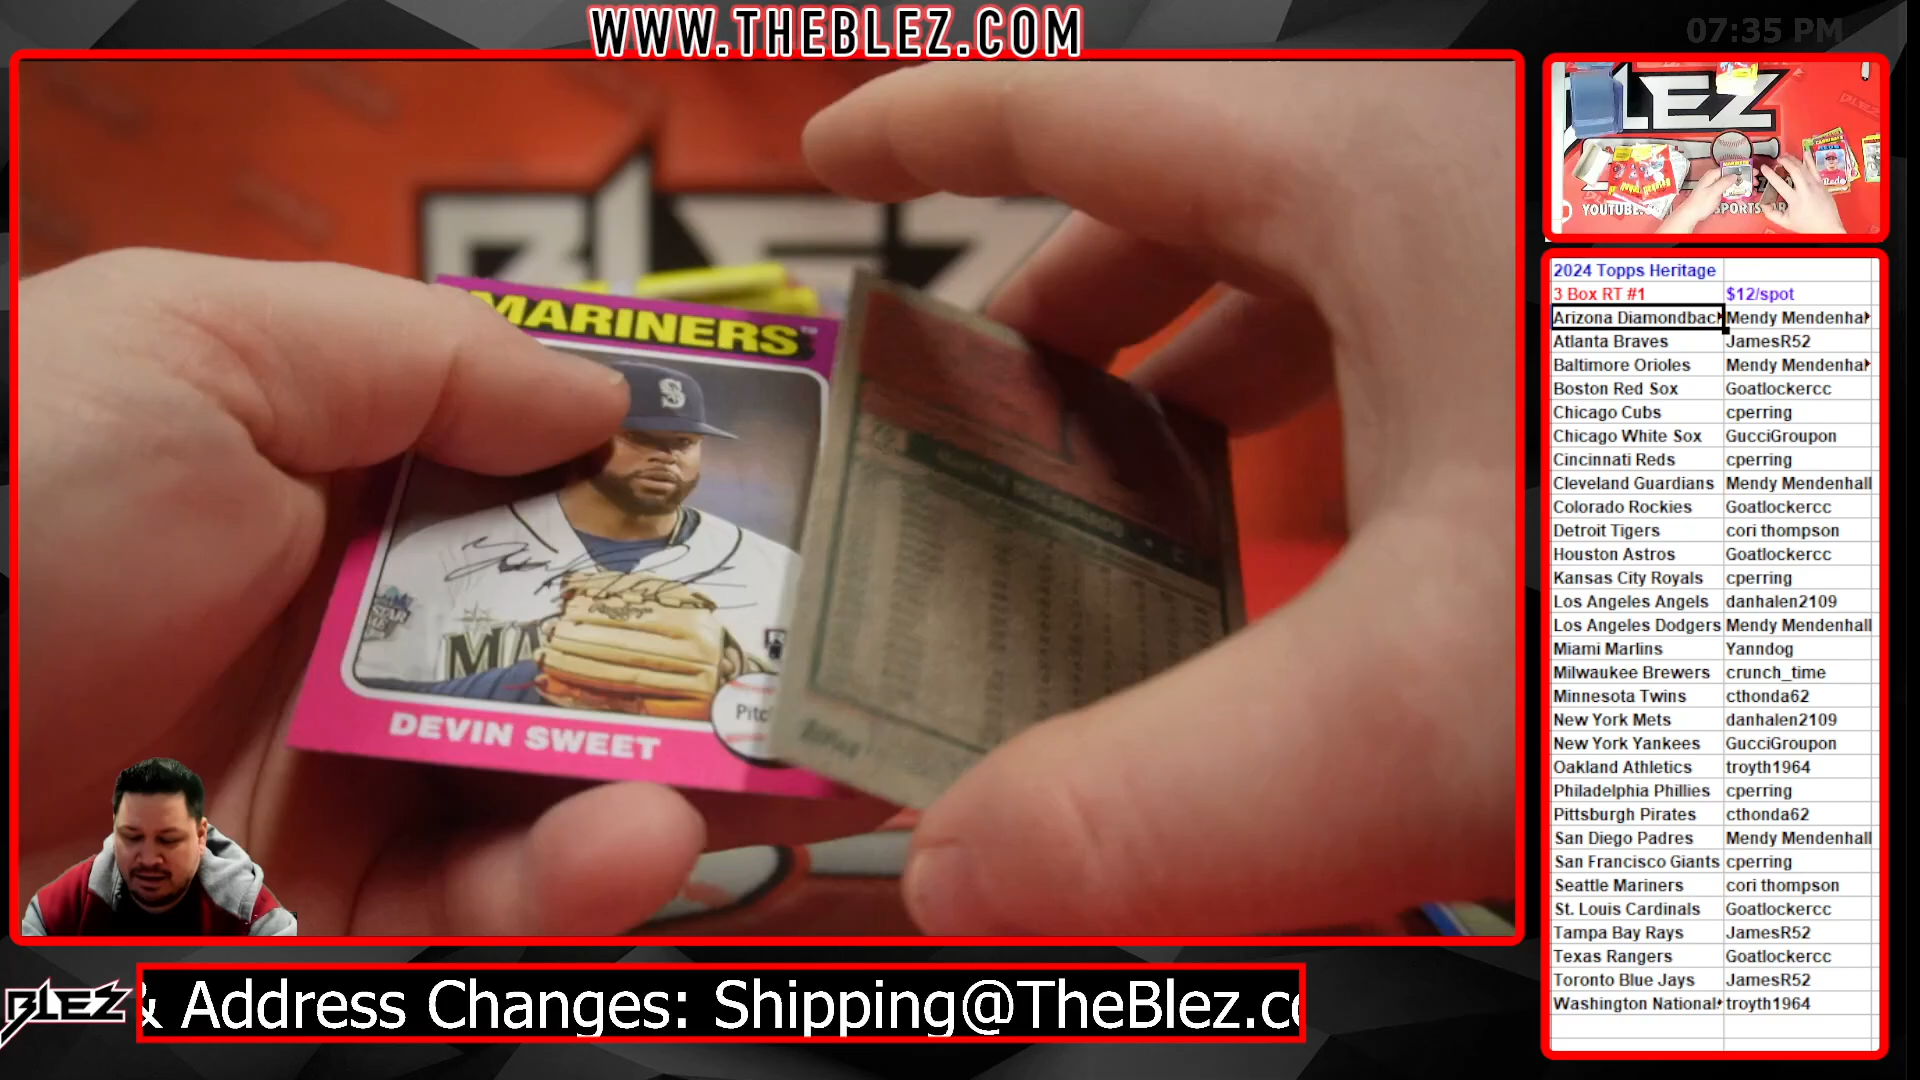 WWW.THEBLEZ.COM
07:35 PM
MARINERS™
S
DEVIN SWEET
LEZ
YOUTUBE.
2024 Topps Heritage
3 Box RT #1 $12/spot
Arizona Diamondbac Mendy Mendenhal
Atlanta Braves JamesR52
Baltimore Orioles Mendy Mendenhal
Boston Red Sox Goatlockercc
Chicago Cubs cperring
Chicago White Sox GucciGroupon
Cincinnati Reds cperring
Cleveland Guardians Mendy Mendenhall
Colorado Rockies Goatlockercc
Detroit Tigers cori thompson
Houston Astros Goatlockercc
Kansas City Royals cperring
Los Angeles Angels danhalen2109
Los Angeles Dodgers Mendy Mendenhall
Miami Marlins Yanndog
Milwaukee Brewers crunch_time
Minnesota Twins cthonda62
New York Mets danhalen2109
New York Yankees GucciGroupon
Oakland Athletics troyth1964
Philadelphia Phillies cperring
Pittsburgh Pirates cthonda62
San Diego Padres Mendy Mendenhall
San Francisco Giants cperring
Seattle Mariners cori thompson
St. Louis Cardinals Goatlockercc
Tampa Bay Rays JamesR52
Texas Rangers Goatlockercc
Toronto Blue Jays JamesR52
Washington National troyth1964
BLEZ
& Address Changes: Shipping@TheBlez.co